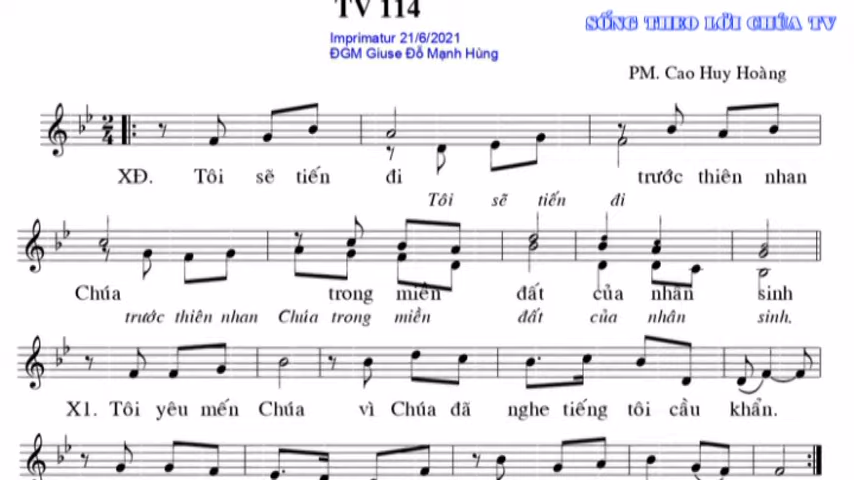 TV 114
SỐNG THEO LỜI CHÚA TV
Imprimatur 21/6/2021
ĐGM Giuse Đỗ Mạnh Hùng
PM. Cao Huy Hoàng
2
4
XĐ. Tôi sẽ tiến đi trước thiên nhan
Tôi sẽ tiến đi
Chúa trong miền đất của nhân sinh
trước thiên nhan Chúa trong miền đất của nhân sinh.
X1. Tôi yêu mến Chúa vì Chúa đã nghe tiếng tôi cầu khẩn.